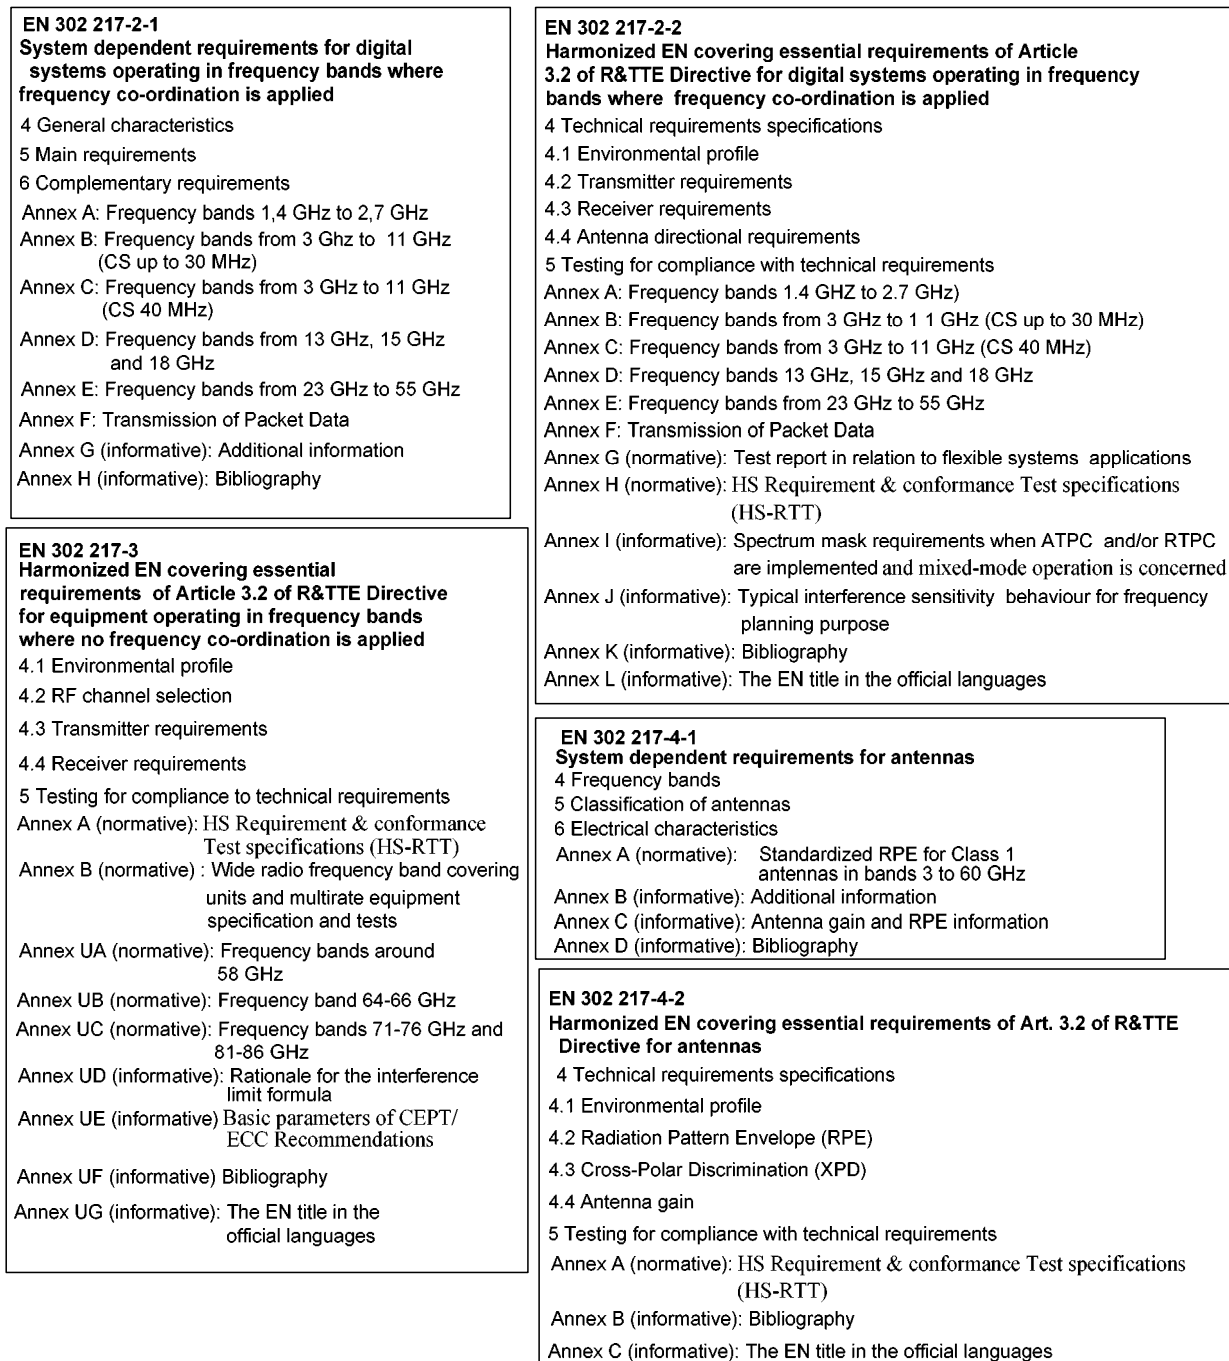 EN 302 217-2-1
System dependent requirements for digital
systems operating in frequency bands where
frequency co-ordination is applied
4 General characteristics
5 Main requirements
6 Complementary requirements
Annex A: Frequency bands 1,4 GHz to 2,7 GHz
Annex B: Frequency bands from 3 Ghz to 11 GHz
(CS up to 30 MHz)
Annex C: Frequency bands from 3 GHz to 11 GHz
(CS 40 MHz)
Annex D: Frequency bands from 13 GHz, 15 GHz
and 18 GHz
Annex E: Frequency bands from 23 GHz to 55 GHz
Annex F: Transmission of Packet Data
Annex G (informative): Additional information
Annex H (informative): Bibliography
EN 302 217-3
Harmonized EN covering essential
requirements of Article 3.2 of R&TTE Directive
for equipment operating in frequency bands
where no frequency co-ordination is applied
4.1 Environmental profile
4.2 RF channel selection
4.3 Transmitter requirements
4.4 Receiver requirements
5 Testing for compliance to technical requirements
Annex A (normative): HS Requirement & conformance
Test specifications (HS-RTT)
Annex B (normative) : Wide radio frequency band covering
units and multirate equipment
specification and tests
Annex UA (normative): Frequency bands around
58 GHz
Annex UB (normative): Frequency band 64-66 GHz
Annex UC (normative): Frequency bands 71-76 GHz and
81-86 GHz
Annex UD (informative): Rationale for the interference
limit formula
Annex UE (informative) Basic parameters of CEPT/
ECC Recommendations
Annex UF (informative) Bibliography
Annex UG (informative): The EN title in the
official languages
EN 302 217-2-2
Harmonized EN covering essential requirements of Article
3.2 of R&TTE Directive for digital systems operating in frequency
bands where frequency co-ordination is applied
4 Technical requirements specifications
4.1 Environmental profile
4.2 Transmitter requirements
4.3 Receiver requirements
4.4 Antenna directional requirements
5 Testing for compliance with technical requirements
Annex A: Frequency bands 1.4 GHZ to 2.7 GHz)
Annex B: Frequency bands from 3 GHz to 1 1 GHz (CS up to 30 MHz)
Annex C: Frequency bands from 3 GHz to 11 GHz (CS 40 MHz)
Annex D: Frequency bands 13 GHz, 15 GHz and 18 GHz
Annex E: Frequency bands from 23 GHz to 55 GHz
Annex F: Transmission of Packet Data
Annex G (normative): Test report in relation to flexible systems applications
Annex H (normative): HS Requirement & conformance Test specifications
(HS-RTT)
Annex I (informative): Spectrum mask requirements when ATPC and/or RTPC
are implemented and mixed-mode operation is concerned
Annex J (informative): Typical interference sensitivity behaviour for frequency
planning purpose
Annex K (informative): Bibliography
Annex L (informative): The EN title in the official languages
EN 302 217-4-1
System dependent requirements for antennas
4 Frequency bands
5 Classification of antennas
6 Electrical characteristics
Annex A (normative): Standardized RPE for Class 1
antennas in bands 3 to 60 GHz
Annex B (informative): Additional information
Annex C (informative): Antenna gain and RPE information
Annex D (informative): Bibliography
EN 302 217-4-2
Harmonized EN covering essential requirements of Art. 3.2 of R&TTE
Directive for antennas
4 Technical requirements specifications
4.1 Environmental profile
4.2 Radiation Pattern Envelope (RPE)
4.3 Cross-Polar Discrimination (XPD)
4.4 Antenna gain
5 Testing for compliance with technical requirements
Annex A (normative): HS Requirement & conformance Test specifications
(HS-RTT)
Annex B (informative): Bibliography
Annex C (informative): The EN title in the official languages